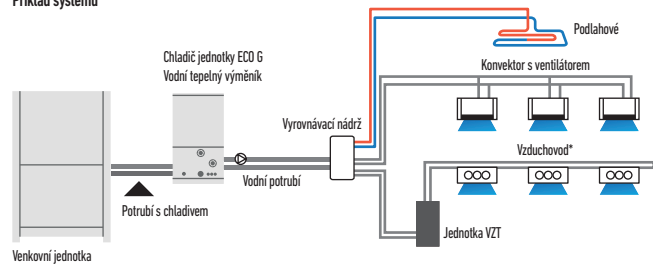 Příklad systému
Podlahové
Chladič jednotky ECO G
Vodní tepelný výměník
Konvektor s ventilátorem
Vyrovnávací nádrž
Vzduchovod*
Vodní potrubí
Potrubí s chladivem
Jednotka VZT
Venkovní jednotka